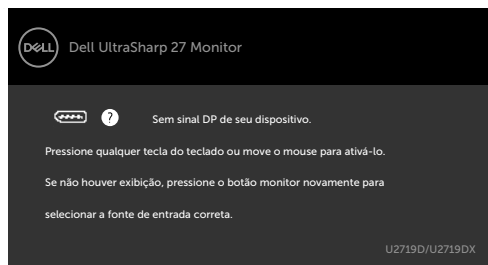 DELL Dell UltraSharp 27 Monitor
? Sem sinal DP de seu dispositivo.
Pressione qualquer tecla do teclado ou move o mouse para ativá-lo.
Se não houver exibição, pressione o botão monitor novamente para
selecionar a fonte de entrada correta.
U2719D/U2719DX